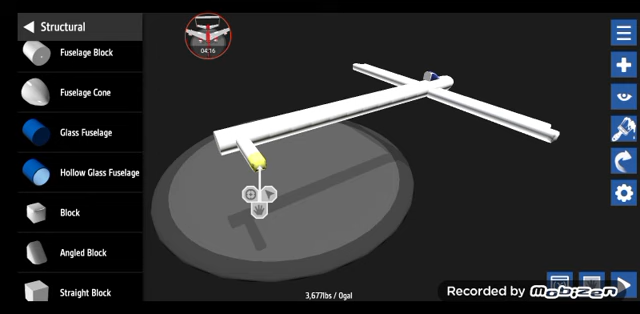 Structural
04:16
Fuselage Block
Fuselage Cone
Glass Fuselage
Hollow Glass Fuselage
Block
Angled Block
Straight Block
3,677lbs / 0gal
Recorded by Mobizen